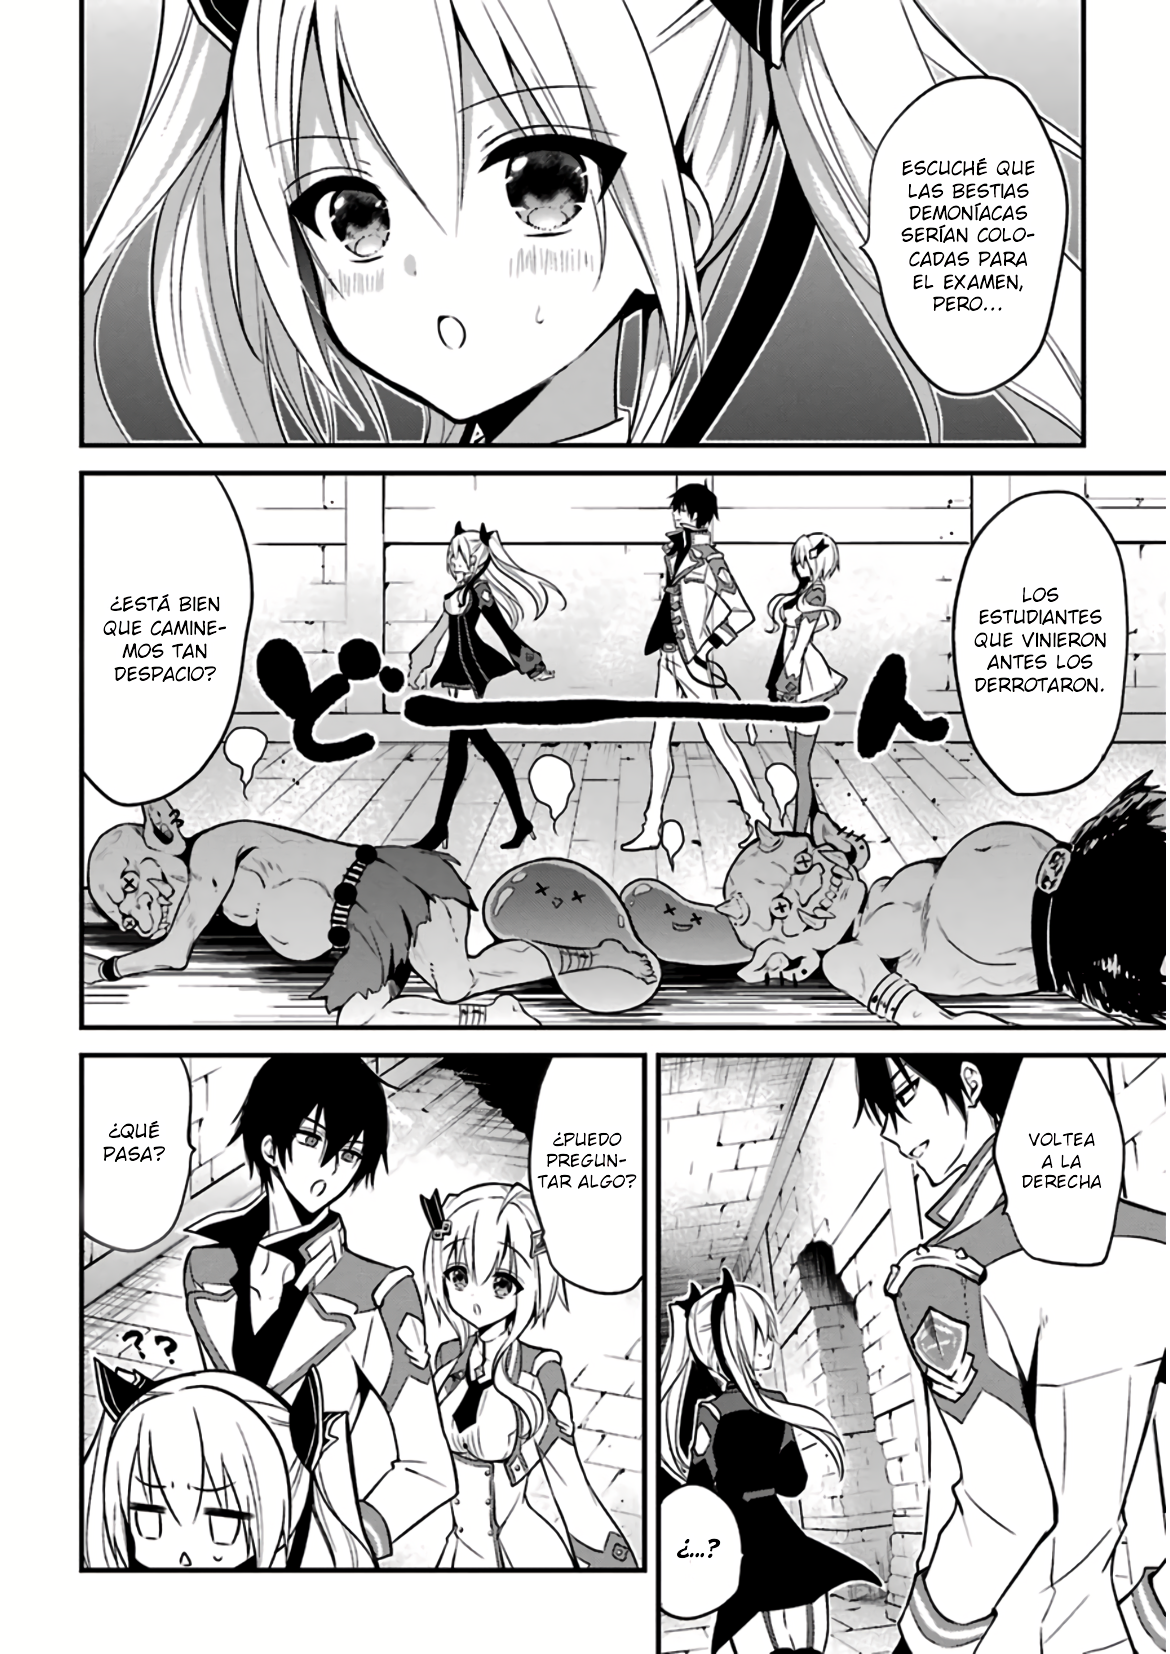 ESCUCHÉ QUE
LAS BESTIAS
DEMONÍACAS
SERÍAN COLO-
CADAS PARA
EL EXAMEN,
PERO...
LOS
ESTUDIANTES
QUE VINIERON
ANTES LOS
DERROTARON.
どーん
¿ESTÁ BIEN
QUE CAMINE-
MOS TAN
DESPACIO?
VOLTEA
A LA
DERECHA
¿...?
¿PUEDO
PREGUN-
TAR ALGO?
¿QUÉ
PASA?
??